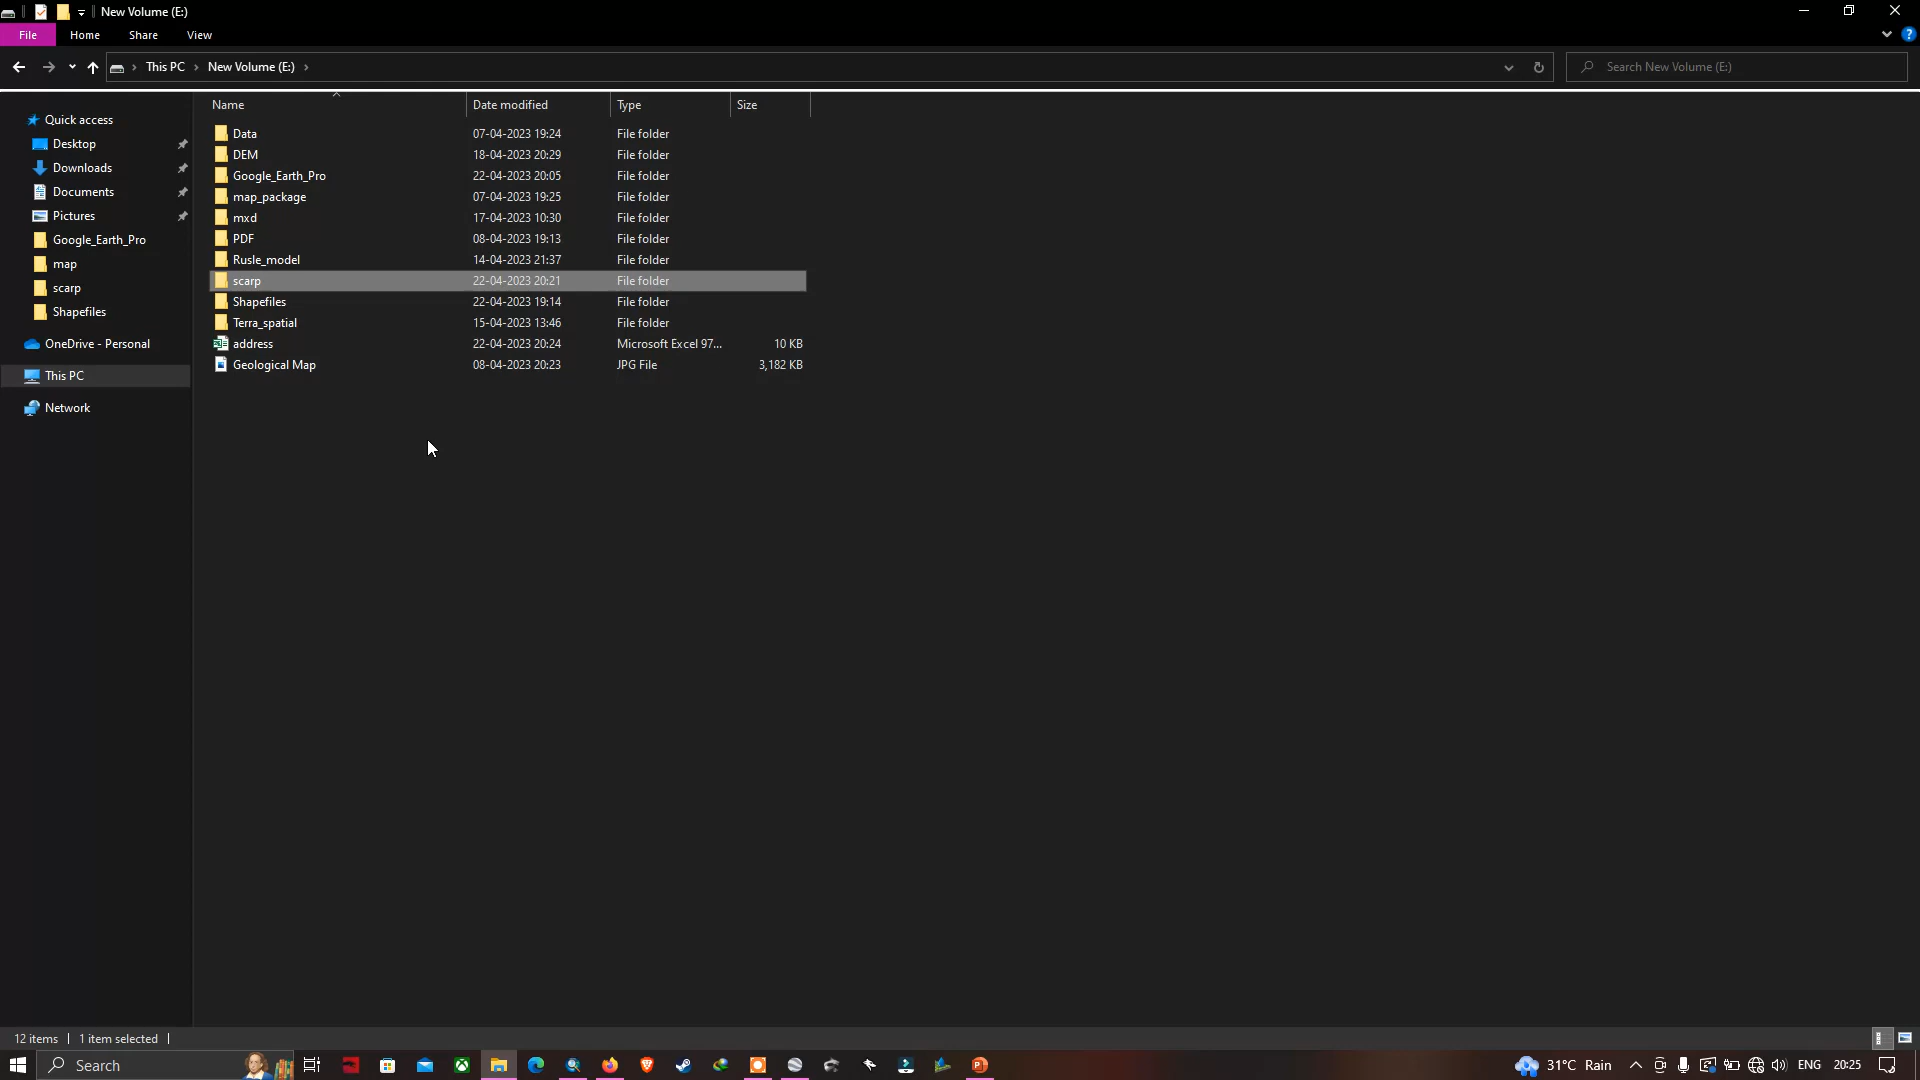 New Volume (E:)
File Home Share View
This PC New Volume (E:) Search New Volume (E:)
Name Date modified Type Size
Quick access
Desktop
Downloads
Documents
Pictures
Google_Earth_Pro
map
scarp
Shapefiles
OneDrive - Personal
This PC
Network
Data 07-04-2023 19:24 File folder
DEM 18-04-2023 20:29 File folder
Google_Earth_Pro 22-04-2023 20:05 File folder
map_package 07-04-2023 19:25 File folder
mxd 17-04-2023 10:30 File folder
PDF 08-04-2023 19:13 File folder
Rusle_model 14-04-2023 21:37 File folder
scarp 22-04-2023 20:21 File folder
Shapefiles 22-04-2023 19:14 File folder
Terra_spatial 15-04-2023 13:46 File folder
address 22-04-2023 20:24 Microsoft Excel 97... 10 KB
Geological Map 08-04-2023 20:23 JPG File 3,182 KB
12 items 1 item selected
Search 31°C Rain ENG 20:25